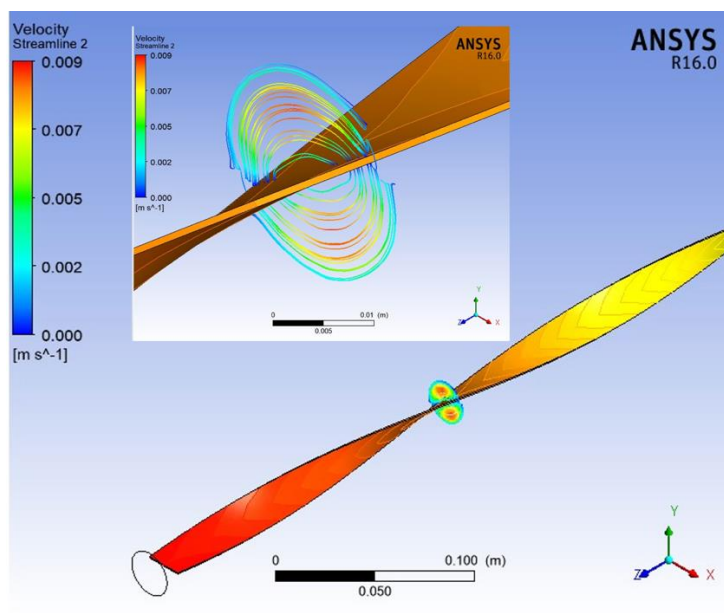 Velocity
Streamline 2
0.009
0.007
0.005
0.002
0.000
[m s^-1]
Velocity
Streamline 2
0.009
0.007
0.005
0.002
0.000
[m s^-1]
ANSYS
R16.0
0 0.01 (m)
0.005
Y
Z X
ANSYS
R16.0
0 0.100 (m)
0.050
Y
Z X